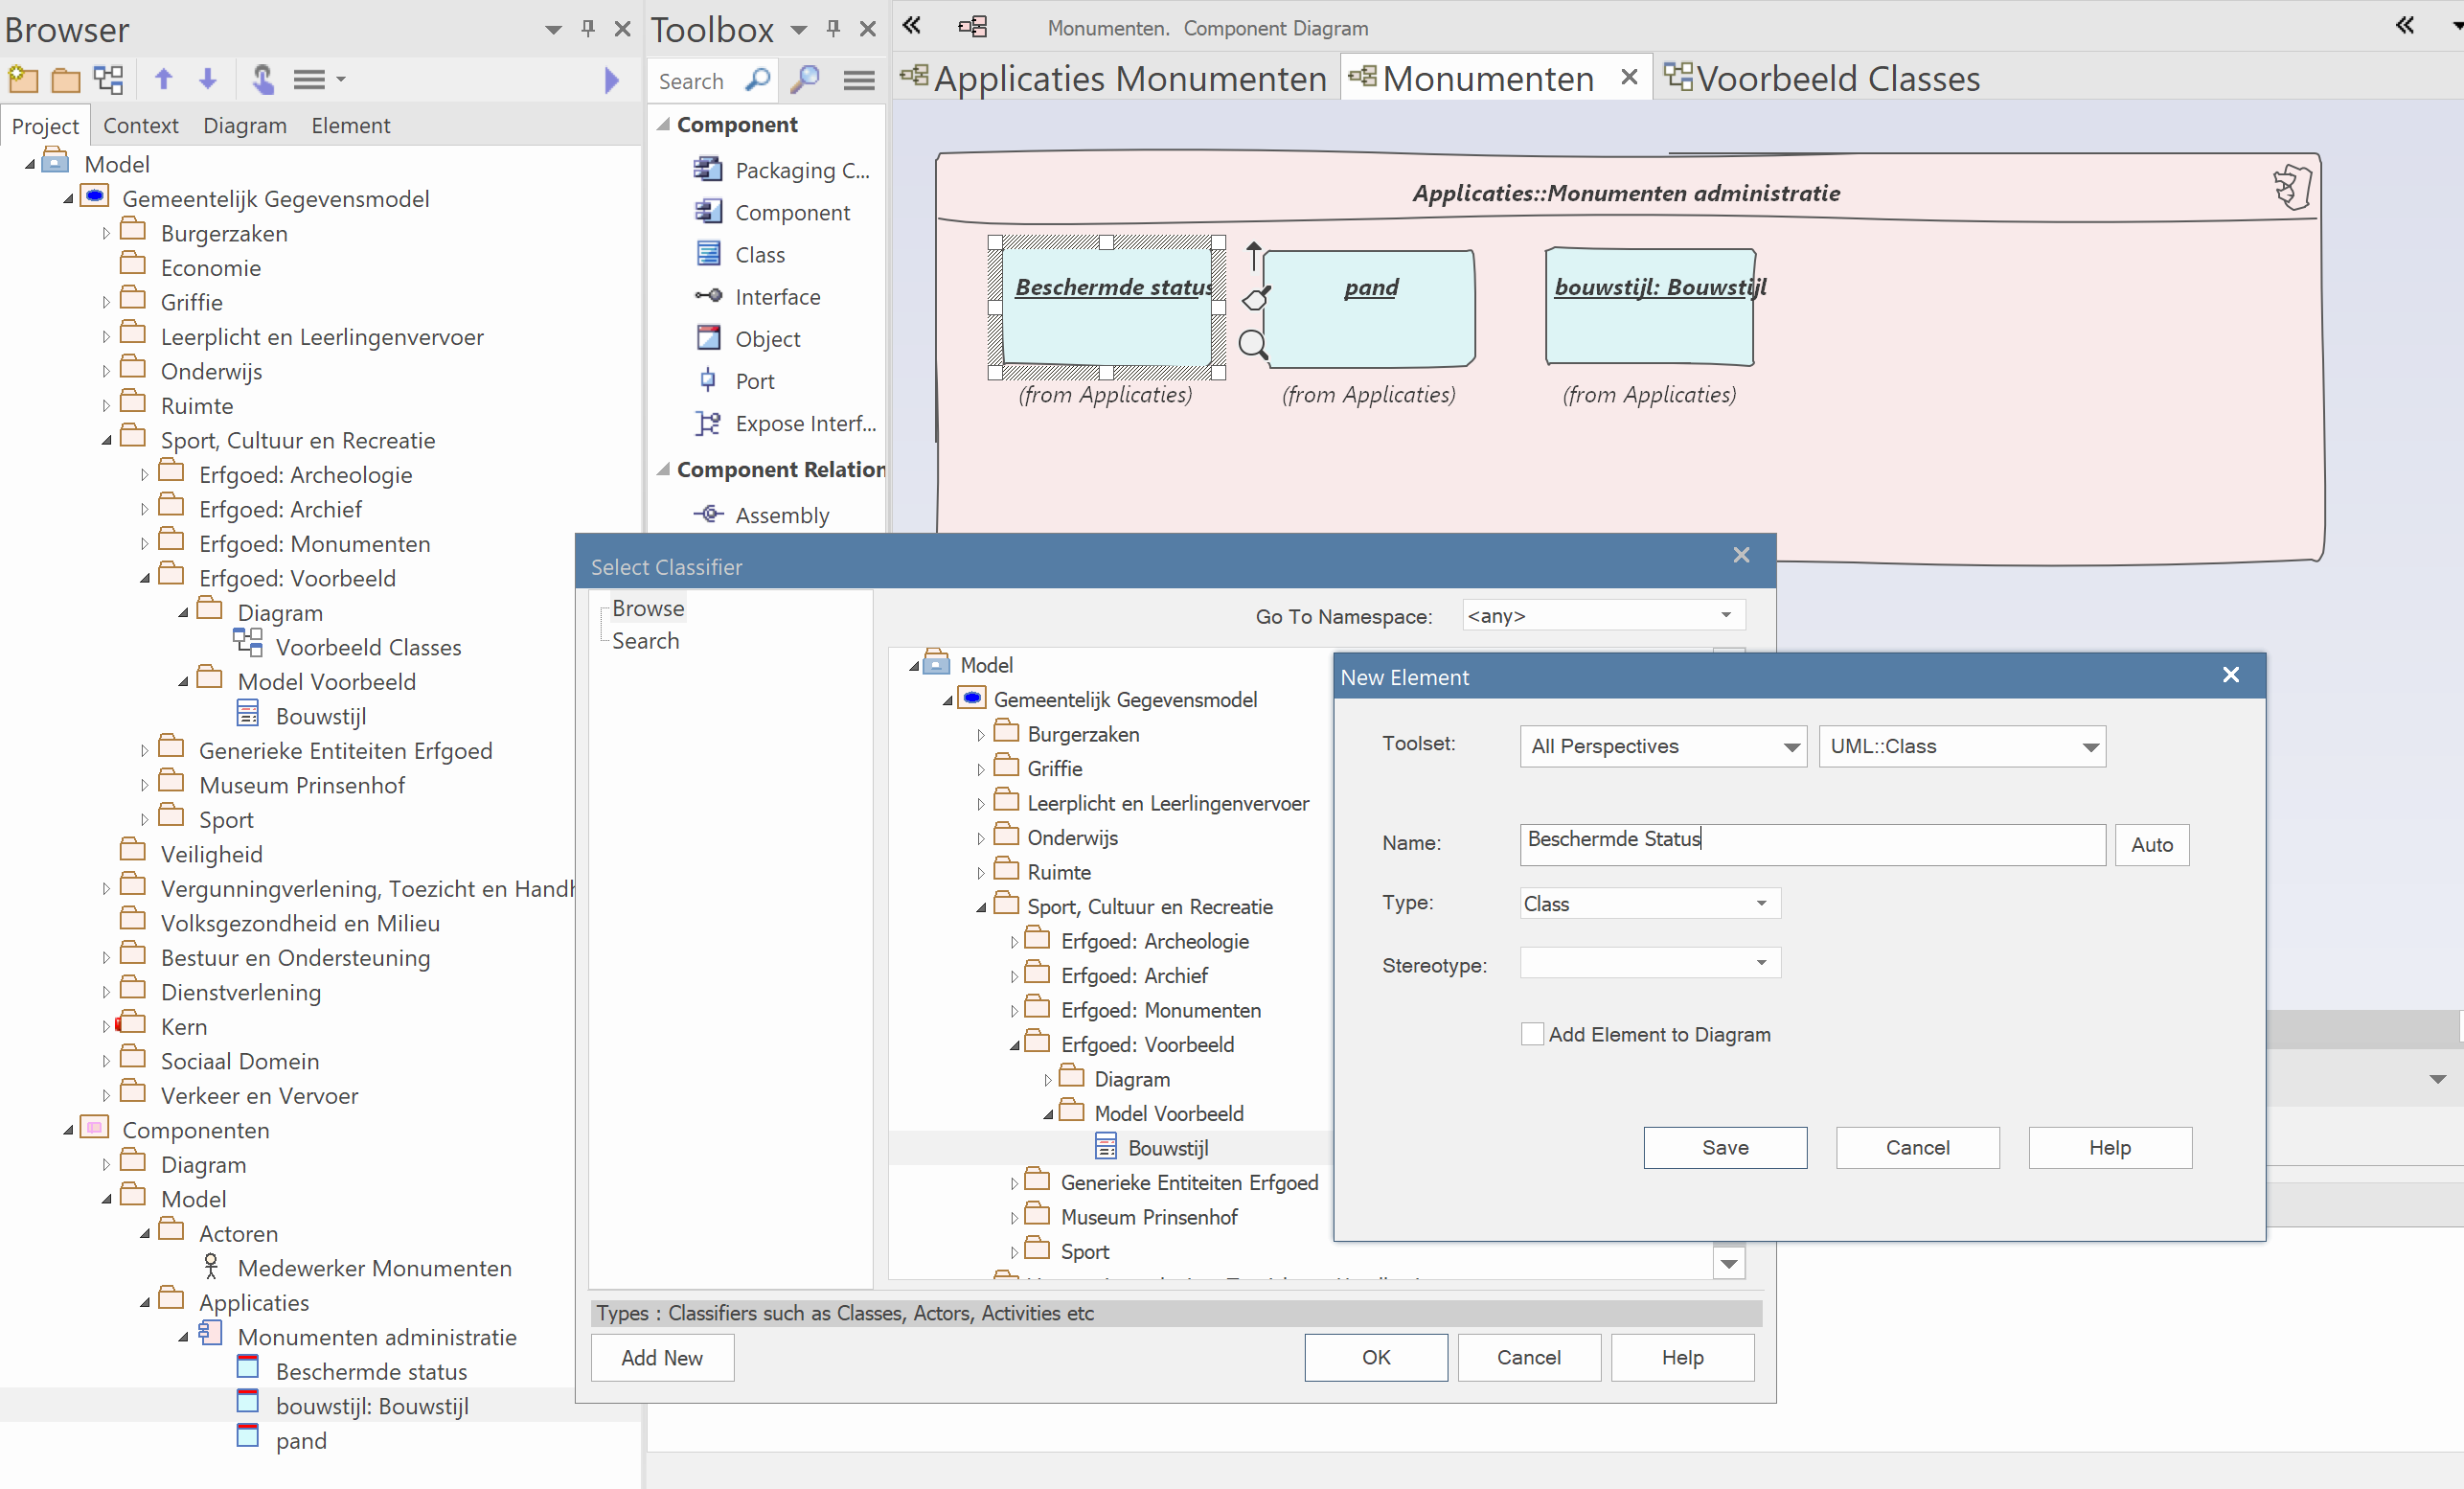 Browser
Project Context Diagram Element
Model
Gemeentelijk Gegevensmodel
Burgerzaken
Economie
Griffie
Leerplicht en Leerlingenvervoer
Onderwijs
Ruimte
Sport, Cultuur en Recreatie
Erfgoed: Archeologie
Erfgoed: Archief
Erfgoed: Monumenten
Erfgoed: Voorbeeld
Diagram
Voorbeeld Classes
Model Voorbeeld
Bouwstijl
Generieke Entiteiten Erfgoed
Museum Prinsenhof
Sport
Veiligheid
Vergunningverlening, Toezicht en Handh
Volksgezondheid en Milieu
Bestuur en Ondersteuning
Dienstverlening
Kern
Sociaal Domein
Verkeer en Vervoer
Componenten
Diagram
Model
Actoren
Medewerker Monumenten
Applicaties
Monumenten administratie
Beschermde status
bouwstijl: Bouwstijl
pand
Toolbox
Search
Component
Packaging C...
Component
Class
Interface
Object
Port
Expose Interf...
Component Relation
Assembly
Monumenten. Component Diagram
Applicaties Monumenten Monumenten Voorbeeld Classes
Applicaties::Monumenten administratie
Beschermde status pand bouwstijl: Bouwstijl
(from Applicaties) (from Applicaties) (from Applicaties)
Select Classifier
Browse
Search
Go To Namespace: <any>
Model
Gemeentelijk Gegevensmodel
Burgerzaken
Griffie
Leerplicht en Leerlingenvervoer
Onderwijs
Ruimte
Sport, Cultuur en Recreatie
Erfgoed: Archeologie
Erfgoed: Archief
Erfgoed: Monumenten
Erfgoed: Voorbeeld
Diagram
Model Voorbeeld
Bouwstijl
Generieke Entiteiten Erfgoed
Museum Prinsenhof
Sport
Types : Classifiers such as Classes, Actors, Activities etc
Add New OK Cancel Help
New Element
Toolset: All Perspectives UML::Class
Name: Beschermde Status Auto
Type: Class
Stereotype:
Add Element to Diagram
Save Cancel Help